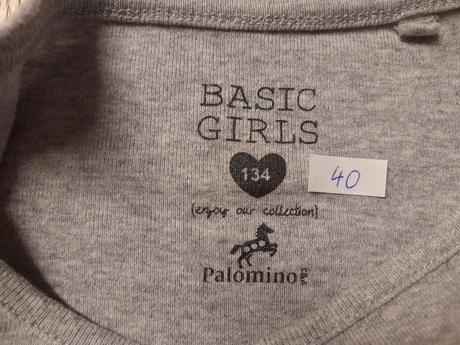 BASIC
GIRLS
134
40
(enjoy our collection)
Palomino C&A